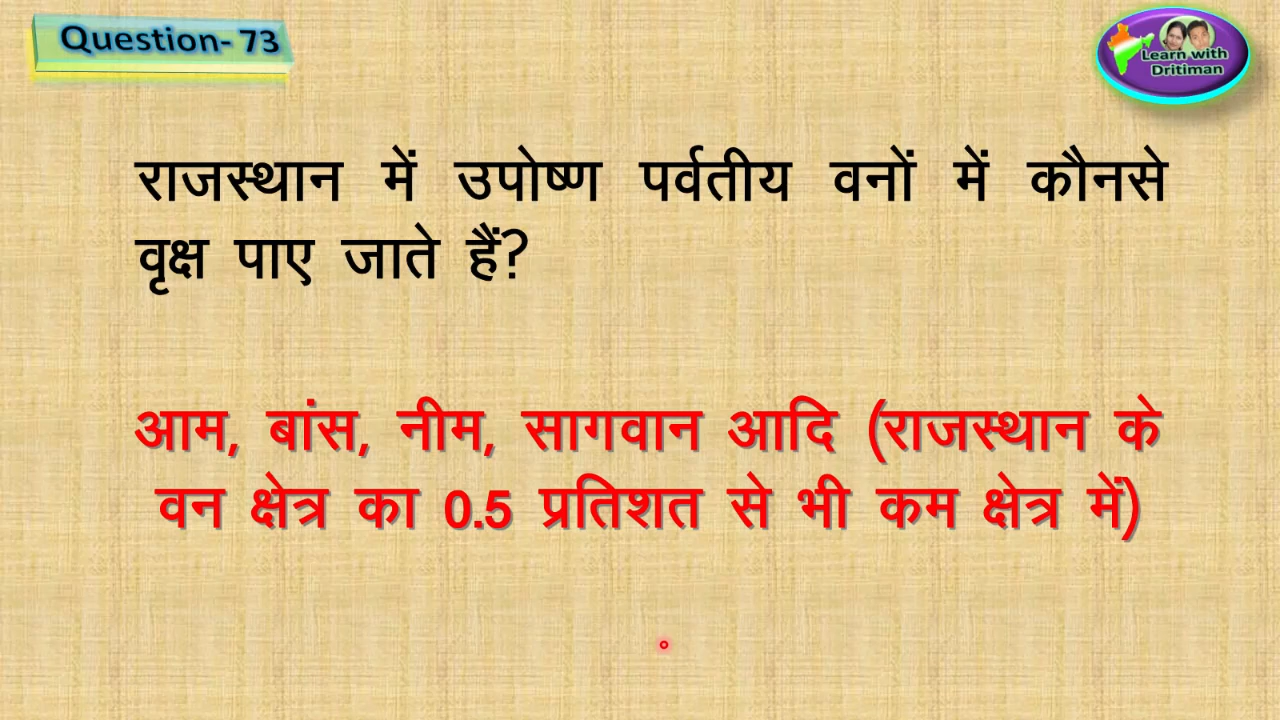 Question- 73
Learn with
Dritiman
राजस्थान में उपोष्ण पर्वतीय वनों में कौनसे
वृक्ष पाए जाते हैं?
आम, बांस, नीम, सागवान आदि (राजस्थान के
वन क्षेत्र का 0.5 प्रतिशत से भी कम क्षेत्र में)